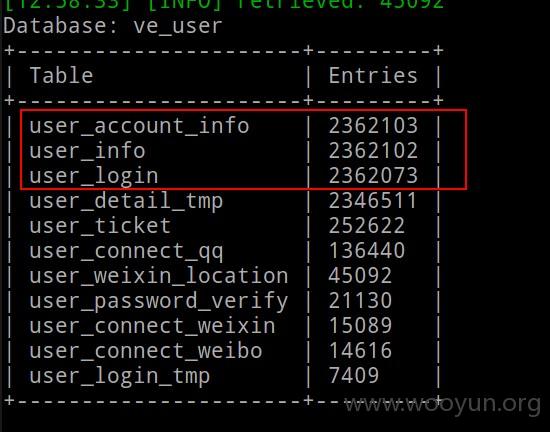 [12:58:33] [INFO] retrieved: 45092
Database: ve_user
+----------------------+---------+
| Table | Entries |
+----------------------+---------+
| user_account_info | 2362103 |
| user_info | 2362102 |
| user_login | 2362073 |
| user_detail_tmp | 2346511 |
| user_ticket | 252622 |
| user_connect_qq | 136440 |
| user_weixin_location | 45092 |
| user_password_verify | 21130 |
| user_connect_weixin | 15089 |
| user_connect_weibo | 14616 |
| user_login_tmp | 7409 |
+----------------------+---------+
www.wooyun.org